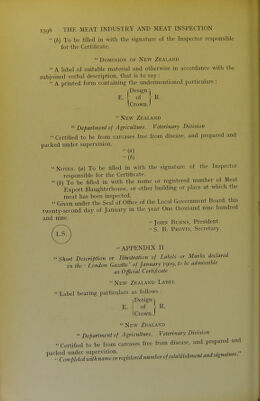 1396 THE MEAT INDUSTRY AND MEAT INSPECTION
“ (b) To be filled in with the signature of the Inspector responsible
for the Certificate.
“ Dominion of New Zealand
“ A label of suitable material and otherwise in accordance with the
subjoined verbal description, that is to say :
“ A printed form containing the undermentioned particulars :
Design
E. of R.
Crown.
“ New Zealand
“ Department of Agriculture. Veterinary Division
“ Certified to be from carcases free from disease, and prepared and
packed under supervision.
“ (a)
“ (b)
“ Notes. (a) To be filled in with the signature of the Inspector
responsible for the Certificate.
“ (b) To be filled in with the name or registered number of Meat
Export Slaughterhouse, or other building or place at which the
meat has been inspected.
“ Given under the Seal of Office of the Local Government Board, this
twenty-second day of January in the year One thousand nine hundred
and nine.
“ John Burns, President.
“ S. B. Provis, Secretary.
L.S.
“APPENDIX II
“ Short Description or Illustration of Labels or Marks declared
in the ‘ London Gazette ’ of January 1909, to be admissible
as Official Certificate
“ New Zealand Label
“ Label bearing particulars as follows :
Design
E. of R.
Crown.
“ New Zealand
“ Department of Agriculture. Veterinary Division
“ Certified to be from carcases free from disease, and prepared and
packed under supervision.
“ Completed with name or registered number of establishment and signature.”